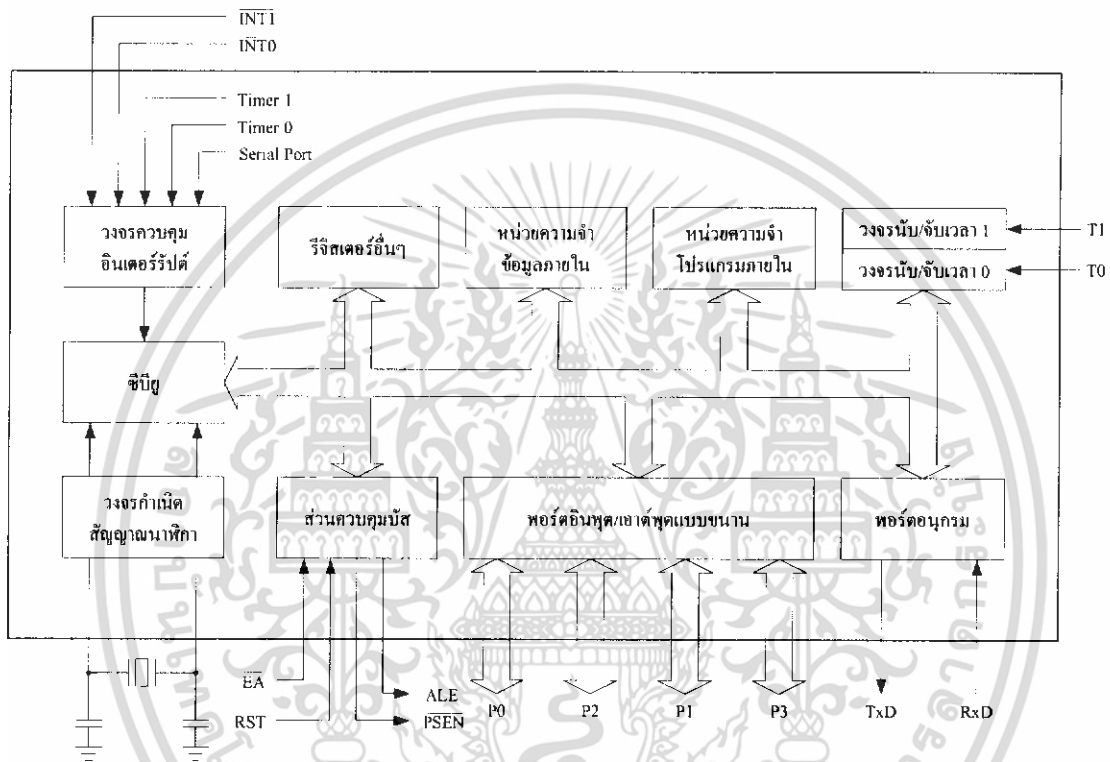 INT1
INT0
Timer 1
Timer 0
Serial Port
วงจรควบคุม
อินเตอร์รัปต์
รีจิสเตอร์อื่นๆ
หน่วยความจำ
ข้อมูลภายใน
หน่วยความจำ
โปรแกรมภายใน
วงจรนับ/จับเวลา 1
วงจรนับ/จับเวลา 0
T1
T0
ซีพียู
วงจรกำเนิด
สัญญาณนาฬิกา
ส่วนควบคุมบัส
พอร์ตอินพุต/เอาต์พุตแบบขนาน
พอร์ตอนุกรม
EA
RST
ALE
PSEN
P0
P2
P1
P3
TxD
RxD